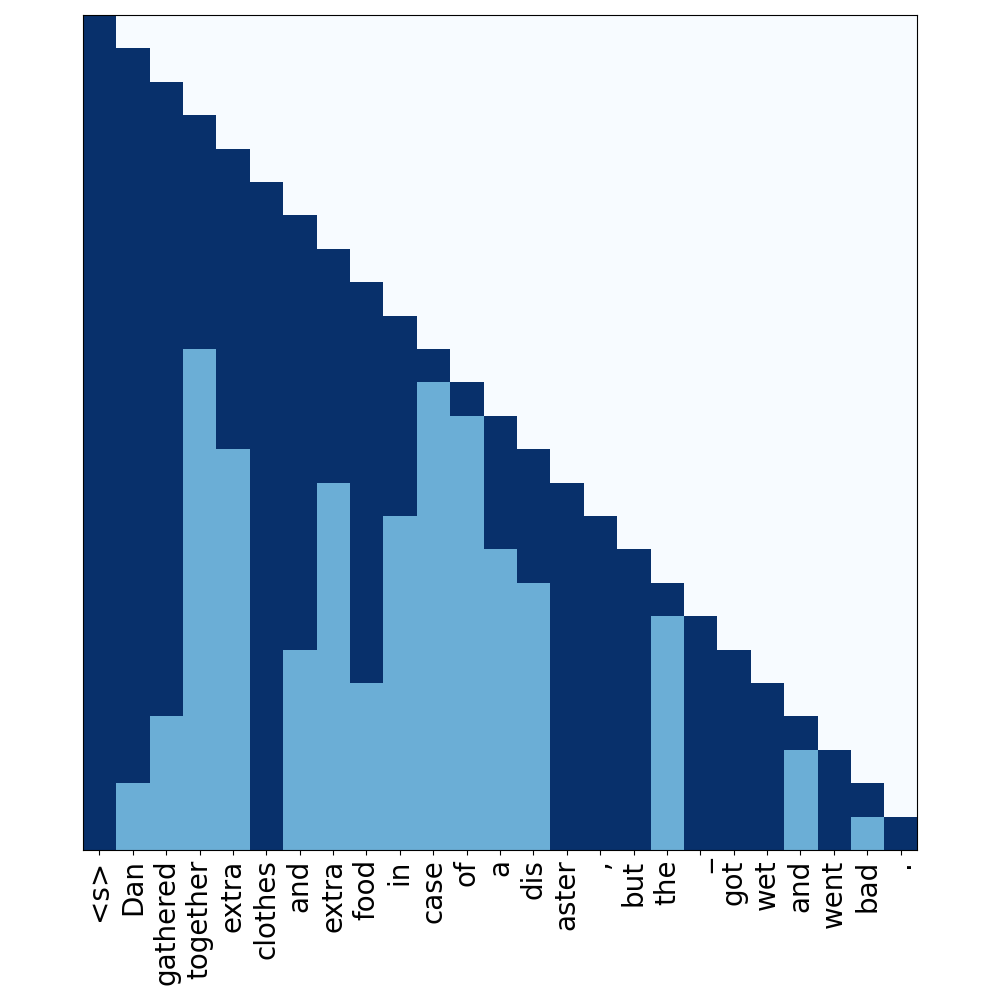 <s> Dan gathered together extra clothes and extra food in case of a dis aster , but the _ got wet and went bad .